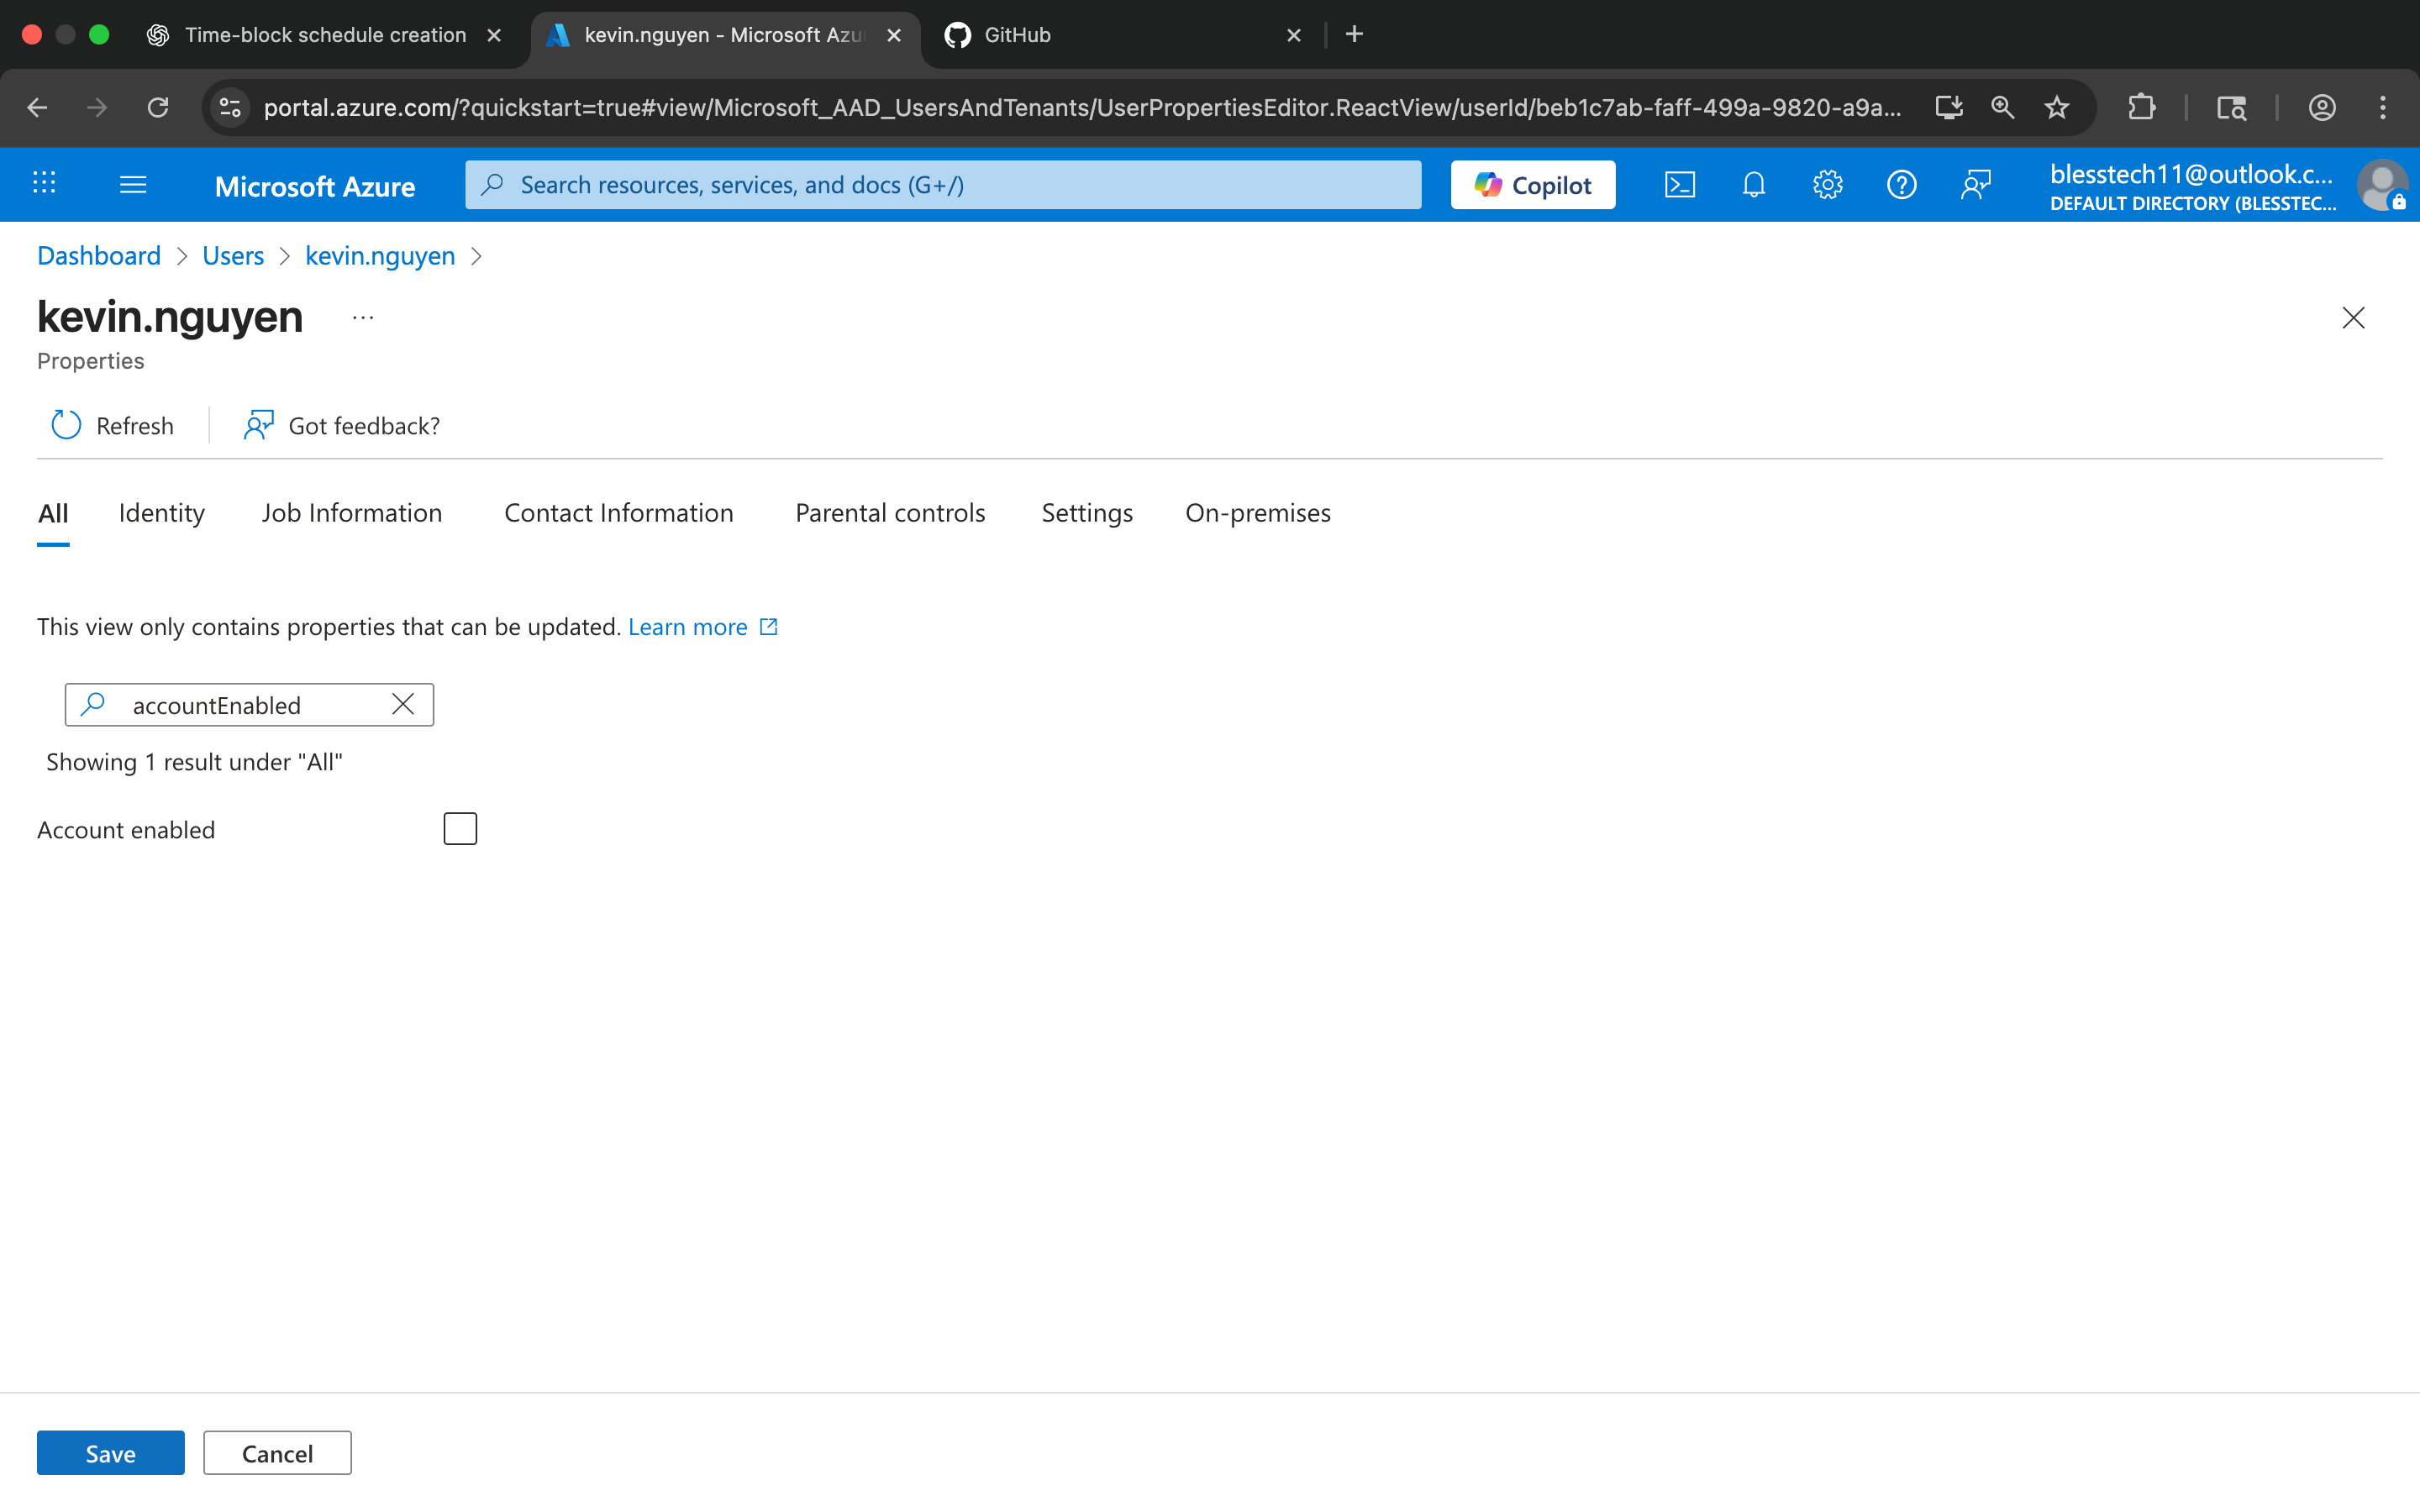 Time-block schedule creation
kevin.nguyen - Microsoft Azu
GitHub
portal.azure.com/?quickstart=true#view/Microsoft_AAD_UsersAndTenants/UserPropertiesEditor.ReactView/userId/beb1c7ab-faff-499a-9820-a9a...
Microsoft Azure
Search resources, services, and docs (G+/)
Copilot
blesstech11@outlook.c...
DEFAULT DIRECTORY (BLESSTEC...
Dashboard > Users > kevin.nguyen >
kevin.nguyen ...
Properties
Refresh
Got feedback?
All Identity Job Information Contact Information Parental controls Settings On-premises
This view only contains properties that can be updated. Learn more
accountEnabled
Showing 1 result under "All"
Account enabled
Save Cancel